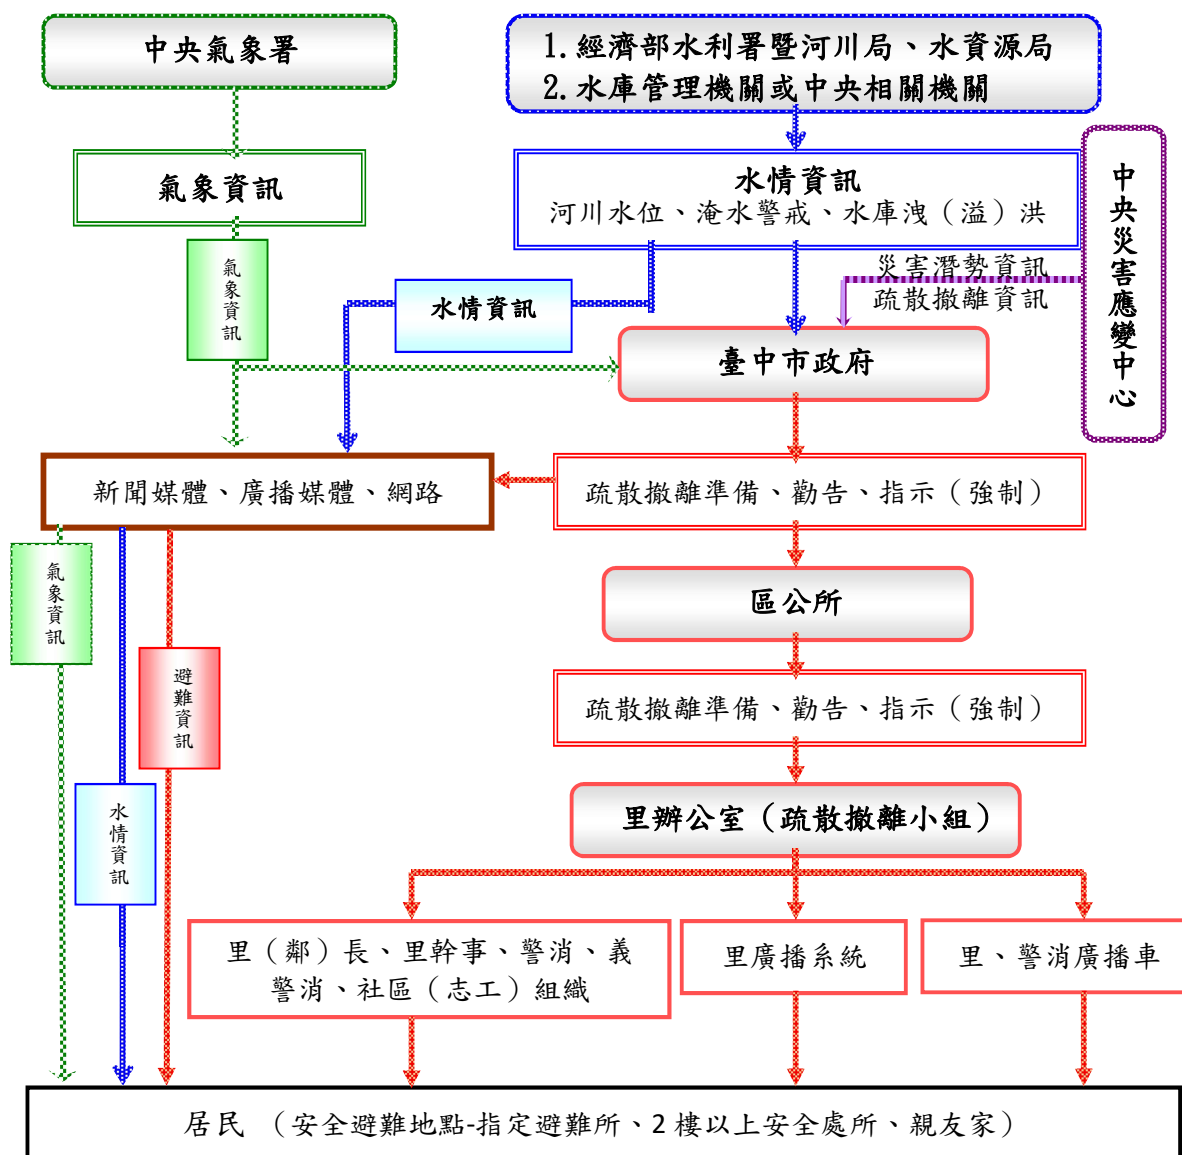 中央氣象署
1.經濟部水利署暨河川局、水資源局
2.水庫管理機關或中央相關機關
中央災害應變中心
氣象資訊
水情資訊
河川水位、淹水警戒、水庫洩（溢）洪
氣象資訊
水情資訊
災害潛勢資訊
疏散撤離資訊
臺中市政府
新聞媒體、廣播媒體、網路
疏散撤離準備、勸告、指示（強制）
氣象資訊
區公所
避難資訊
疏散撤離準備、勸告、指示（強制）
水情資訊
里辦公室（疏散撤離小組）
里（鄰）長、里幹事、警消、義
警消、社區（志工）組織
里廣播系統
里、警消廣播車
居民 （安全避難地點-指定避難所、2 樓以上安全處所、親友家）